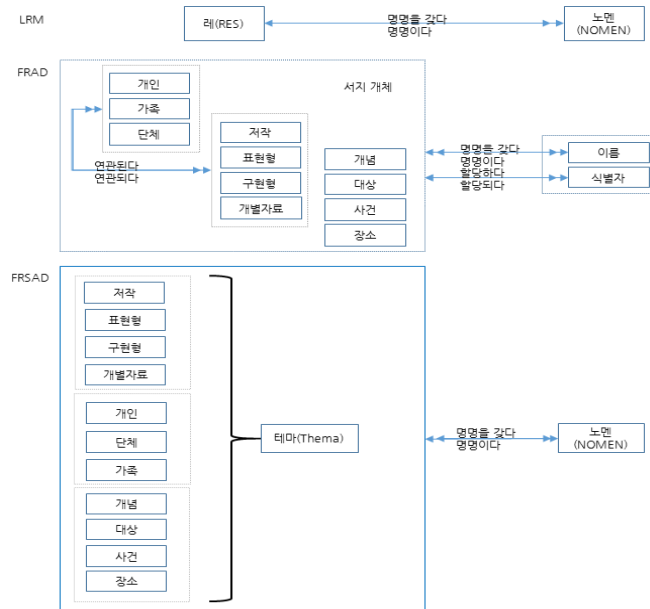 LRM
레(RES)
명명을 갖다
명명이다
노멘
(NOMEN)
FRAD
서지 개체
개인
가족
단체
연관된다
연관되다
저작
표현형
구현형
개별자료
개념
대상
사건
장소
명명을 갖다
명명이다
할당하다
할당되다
이름
식별자
FRSAD
저작
표현형
구현형
개별자료
개인
단체
가족
개념
대상
사건
장소
테마(Thema)
명명을 갖다
명명이다
노멘
(NOMEN)